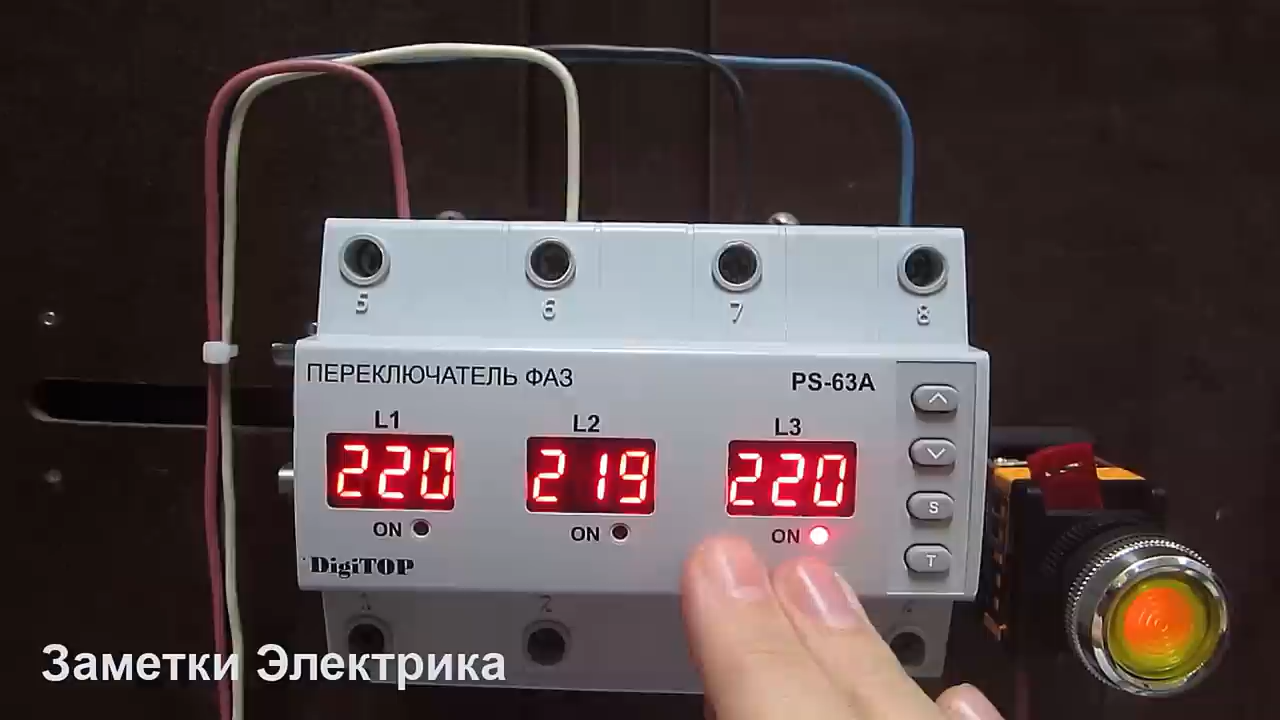 5 6 7 8
ПЕРЕКЛЮЧАТЕЛЬ ФАЗ PS-63A
L1 L2 L3
220 219 220
ON ON ON
S
T
DigiTOP
2
Заметки Электрика